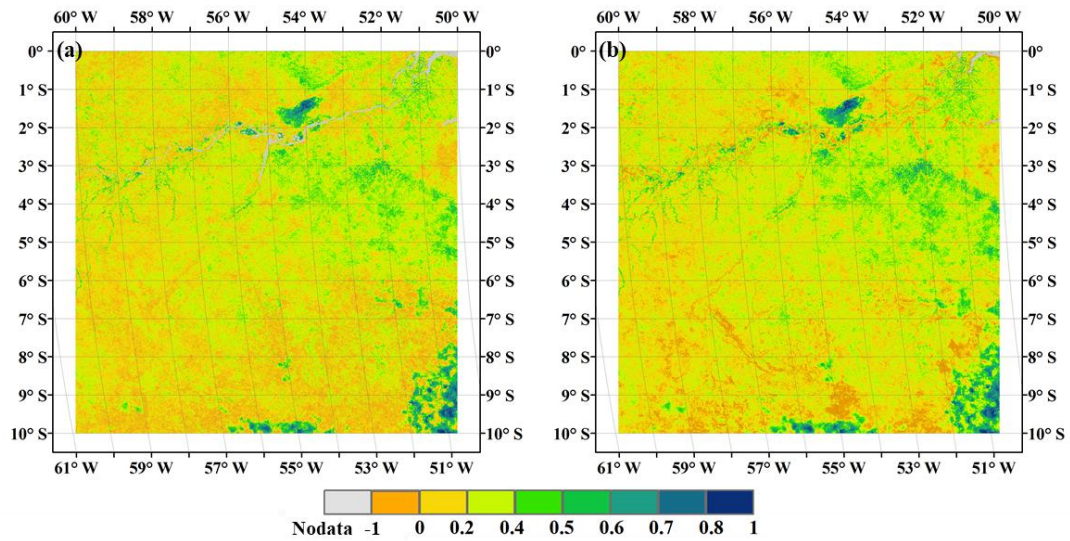 60° W 58° W 56° W 54° W 52° W 50° W
60° W 58° W 56° W 54° W 52° W 50° W
(a)
(b)
0° 0° 0° 0°
1° S 1° S 1° S 1° S
2° S 2° S 2° S 2° S
3° S 3° S 3° S 3° S
4° S 4° S 4° S 4° S
5° S 5° S 5° S 5° S
6° S 6° S 6° S 6° S
7° S 7° S 7° S 7° S
8° S 8° S 8° S 8° S
9° S 9° S 9° S 9° S
10° S 10° S 10° S 10° S
61° W 59° W 57° W 55° W 53° W 51° W
61° W 59° W 57° W 55° W 53° W 51° W
Nodata -1 0 0.2 0.4 0.5 0.6 0.7 0.8 1